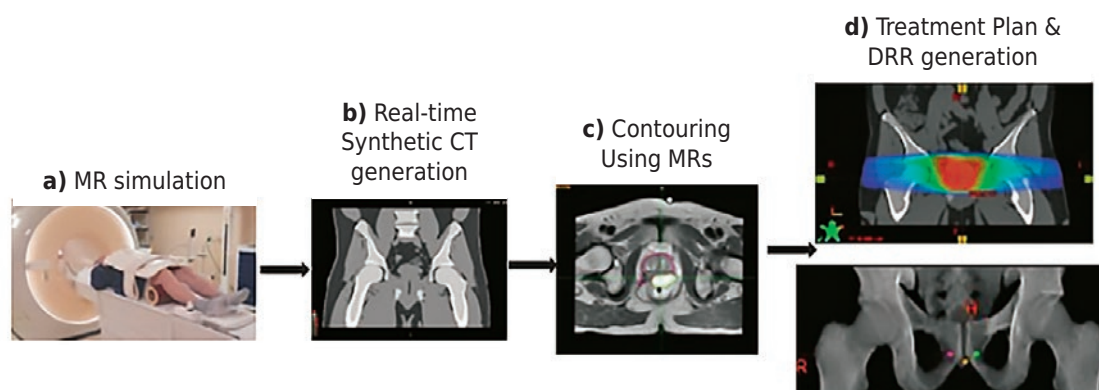 a) MR simulation
b) Real-time
Synthetic CT
generation
c) Contouring
Using MRs
d) Treatment Plan &
DRR generation
H
R